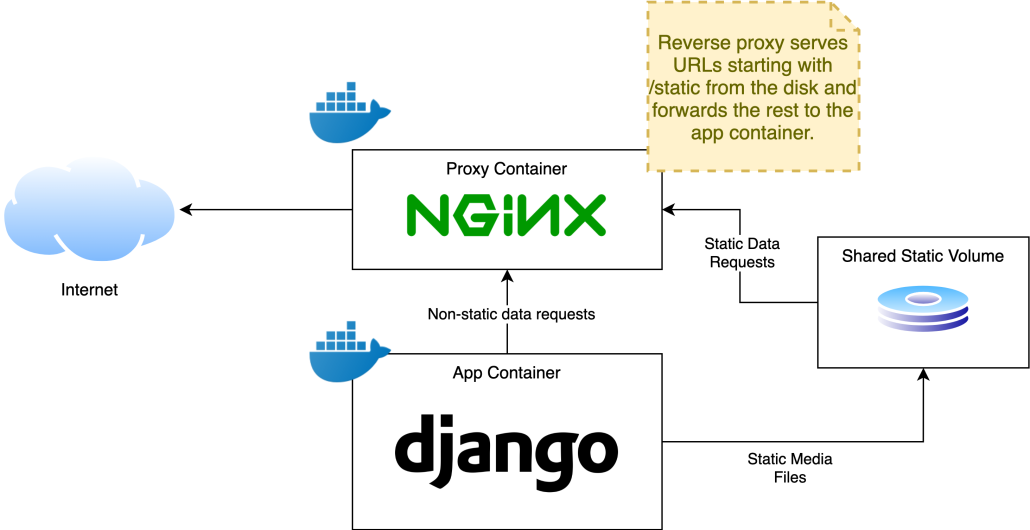 Reverse proxy serves
URLs starting with
/static from the disk and
forwards the rest to the
app container.
Proxy Container
NGINX
Internet
Static Data
Requests
Shared Static Volume
Non-static data requests
App Container
django
Static Media
Files